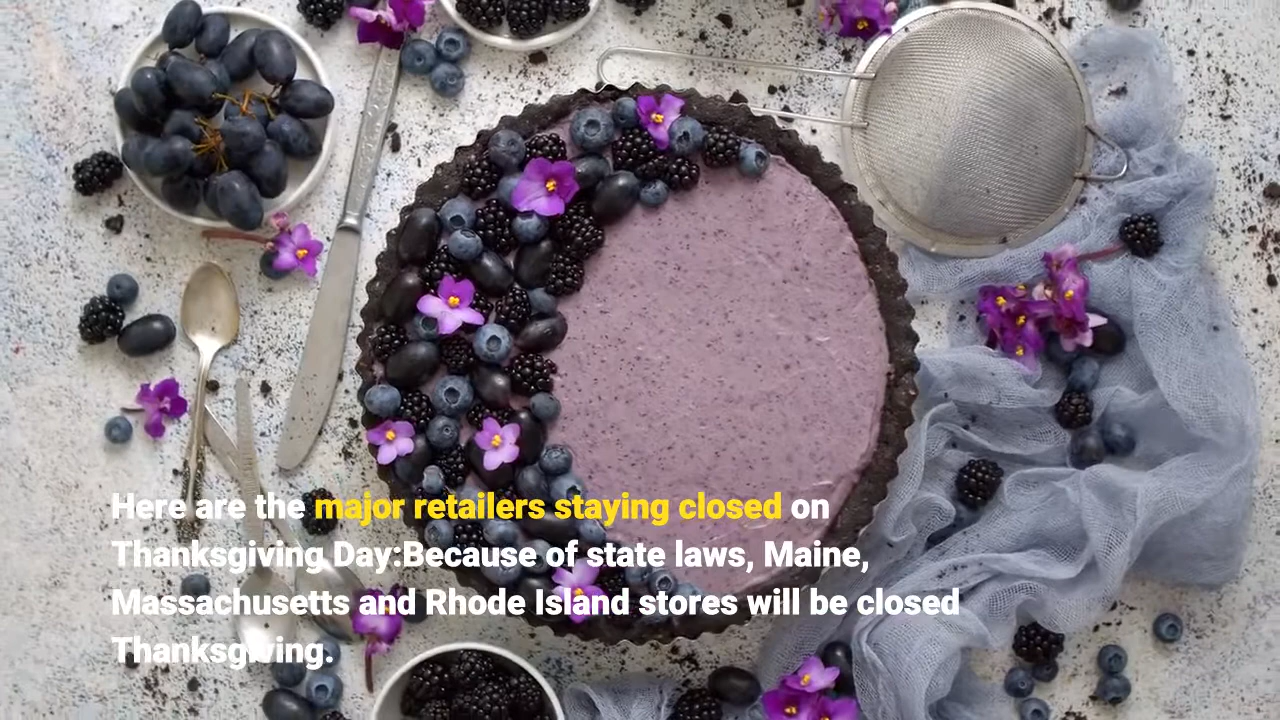 Here are the major retailers staying closed on
Thanksgiving Day:Because of state laws, Maine,
Massachusetts and Rhode Island stores will be closed
Thanksgiving.